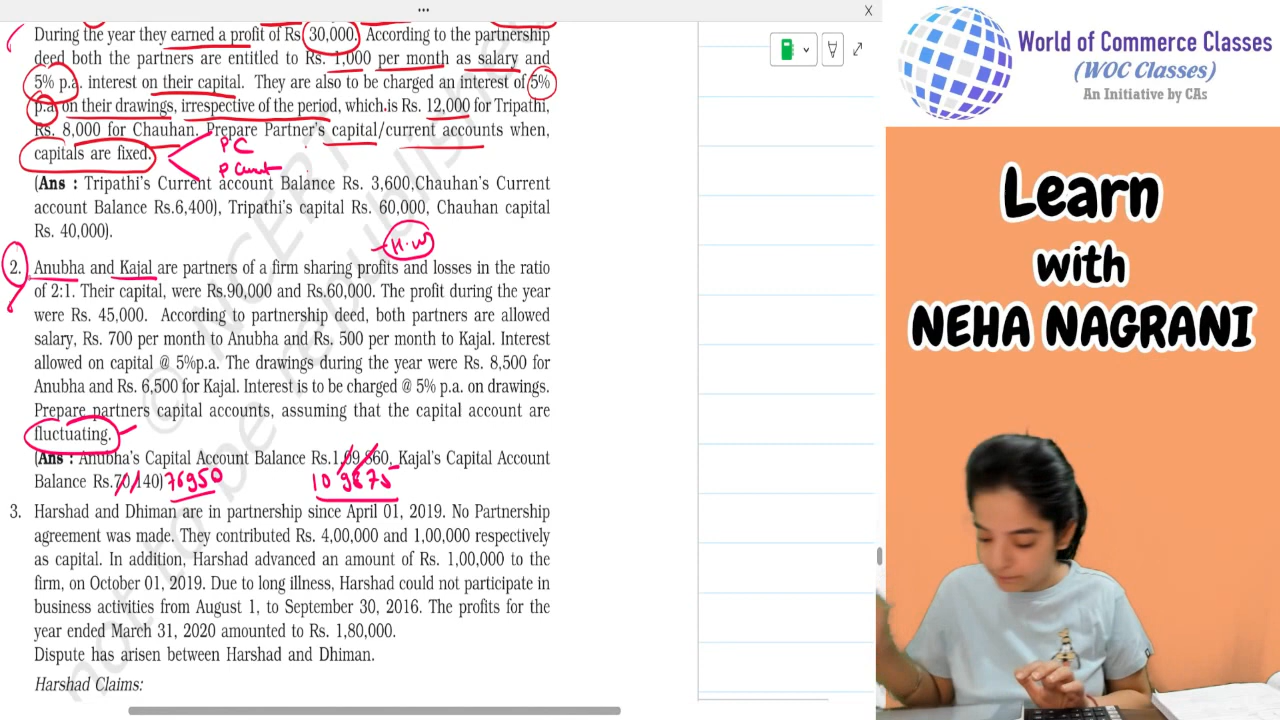 ... X
During the year they earned a profit of Rs 30,000. According to the partnership
deed both the partners are entitled to Rs. 1,000 per month as salary and
5% p.a. interest on their capital. They are also to be charged an interest of 5%
p.a on their drawings, irrespective of the period, which is Rs. 12,000 for Tripathi,
Rs. 8,000 for Chauhan. Prepare Partner's capital/current accounts when,
capitals are fixed.
PC
P Curnt
(Ans : Tripathi's Current account Balance Rs. 3,600,Chauhan's Current
account Balance Rs.6,400), Tripathi's capital Rs. 60,000, Chauhan capital
Rs. 40,000).
H.W
2. Anubha and Kajal are partners of a firm sharing profits and losses in the ratio
of 2:1. Their capital, were Rs.90,000 and Rs.60,000. The profit during the year
were Rs. 45,000. According to partnership deed, both partners are allowed
salary, Rs. 700 per month to Anubha and Rs. 500 per month to Kajal. Interest
allowed on capital @ 5%p.a. The drawings during the year were Rs. 8,500 for
Anubha and Rs. 6,500 for Kajal. Interest is to be charged @ 5% p.a. on drawings.
Prepare partners capital accounts, assuming that the capital account are
fluctuating.
(Ans : Anubha's Capital Account Balance Rs.1,09,860, Kajal's Capital Account
Balance Rs.70,140) 76950 109875
3. Harshad and Dhiman are in partnership since April 01, 2019. No Partnership
agreement was made. They contributed Rs. 4,00,000 and 1,00,000 respectively
as capital. In addition, Harshad advanced an amount of Rs. 1,00,000 to the
firm, on October 01, 2019. Due to long illness, Harshad could not participate in
business activities from August 1, to September 30, 2016. The profits for the
year ended March 31, 2020 amounted to Rs. 1,80,000.
Dispute has arisen between Harshad and Dhiman.
Harshad Claims:
© NCERT
not to be republished
World of Commerce Classes
(WOC Classes)
An Initiative by CAs
Learn
with
NEHA NAGRANI